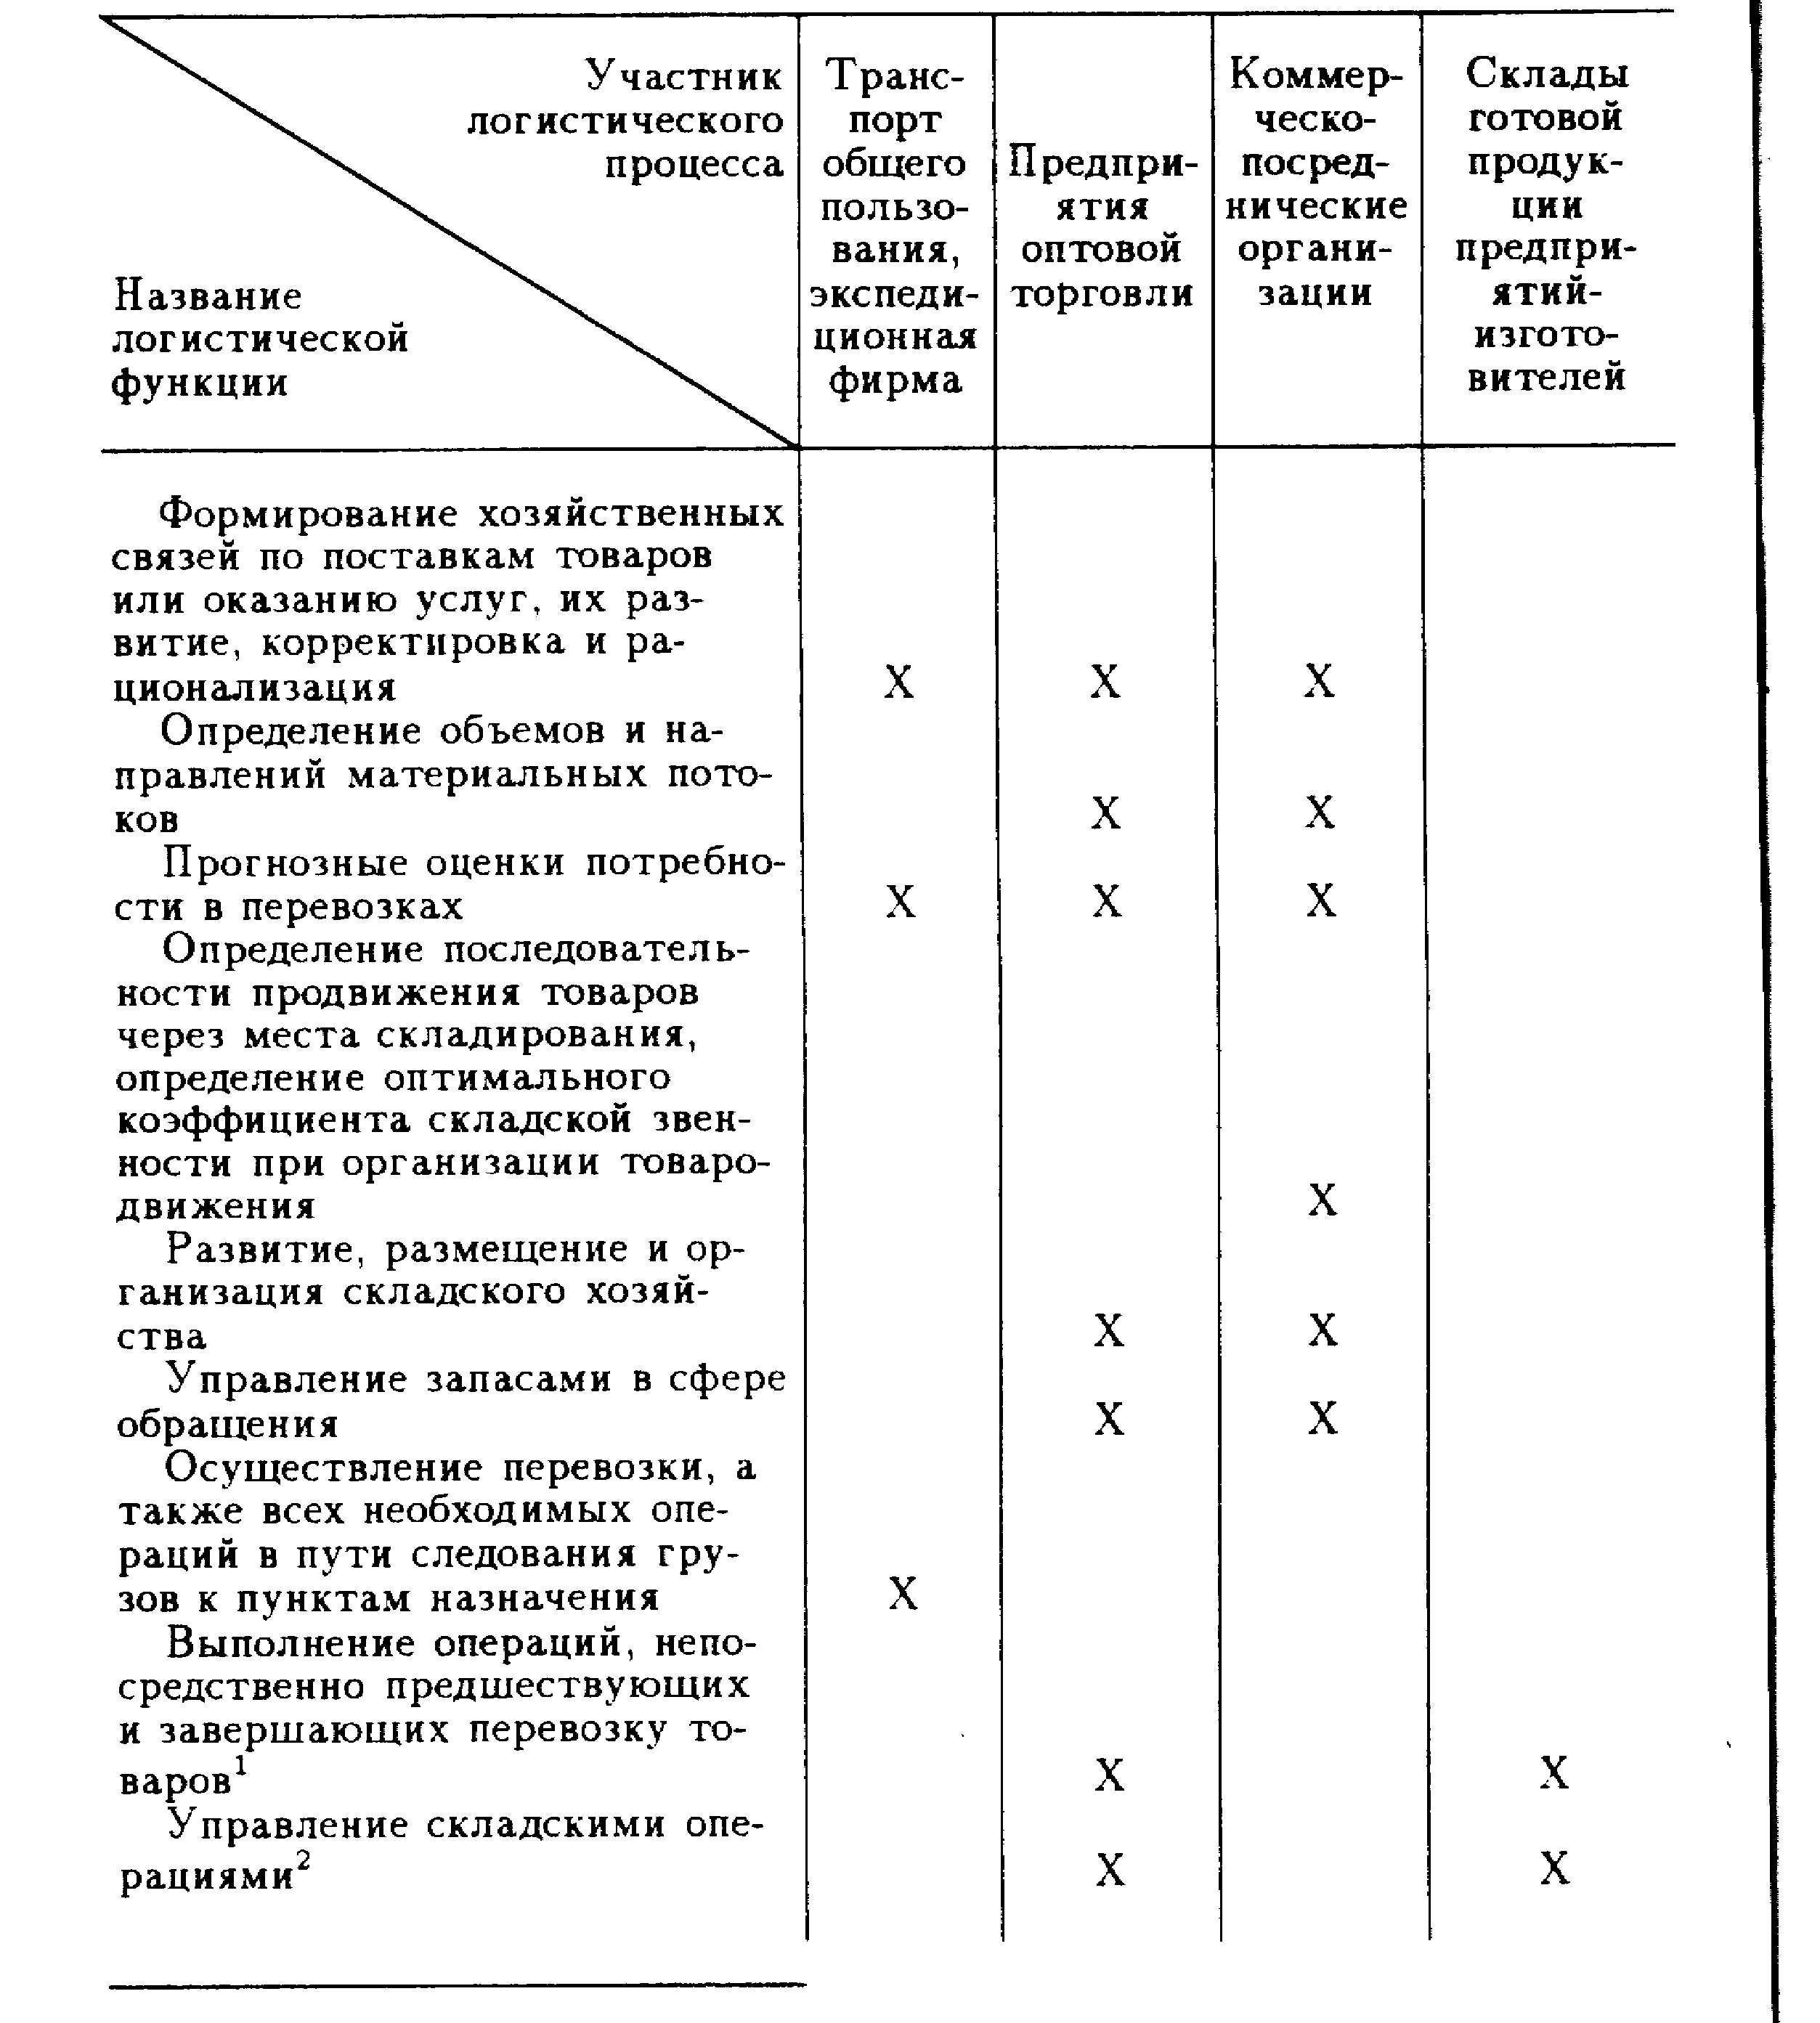 Участник
логистического
процесса
Название
логистической
функции
Транс-
порт
общего
пользо-
вания,
экспеди-
ционная
фирма
Предпри-
ятия
оптовой
торговли
Коммер-
ческо-
посред-
нические
органи-
зации
Склады
готовой
продук-
ции
предпри-
ятий-
изгото-
вителей
Формирование хозяйственных
связей по поставкам товаров
или оказанию услуг, их раз-
витие, корректировка и ра-
ционализация X X X
Определение объемов и на-
правлений материальных пото-
ков X X
Прогнозные оценки потребно-
сти в перевозках X X X
Определение последователь-
ности продвижения товаров
через места складирования,
определение оптимального
коэффициента складской звен-
ности при организации товаро-
движения X
Развитие, размещение и ор-
ганизация складского хозяй-
ства X X
Управление запасами в сфере
обращения X X
Осуществление перевозки, а
также всех необходимых опе-
раций в пути следования гру-
зов к пунктам назначения X
Выполнение операций, непо-
средственно предшествующих
и завершающих перевозку то-
варов¹ X X
Управление складскими опе-
рациями² X X